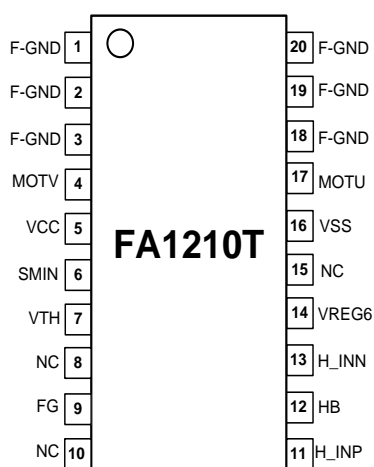 F-GND 1 20 F-GND
F-GND 2 19 F-GND
F-GND 3 18 F-GND
MOTV 4 17 MOTU
VCC 5 16 VSS
FA1210T
SMIN 6 15 NC
VTH 7 14 VREG6
NC 8 13 H_INN
FG 9 12 HB
NC 10 11 H_INP